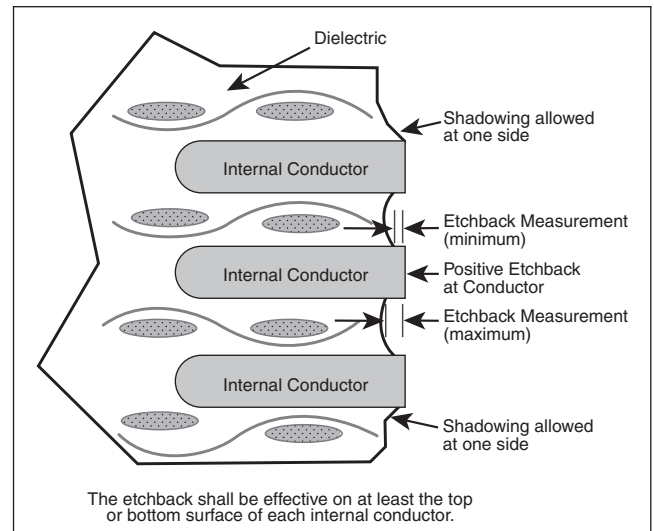 Dielectric
Shadowing allowed
at one side
Internal Conductor
Etchback Measurement
(minimum)
Internal Conductor
Positive Etchback
at Conductor
Etchback Measurement
(maximum)
Internal Conductor
Shadowing allowed
at one side
The etchback shall be effective on at least the top
or bottom surface of each internal conductor.